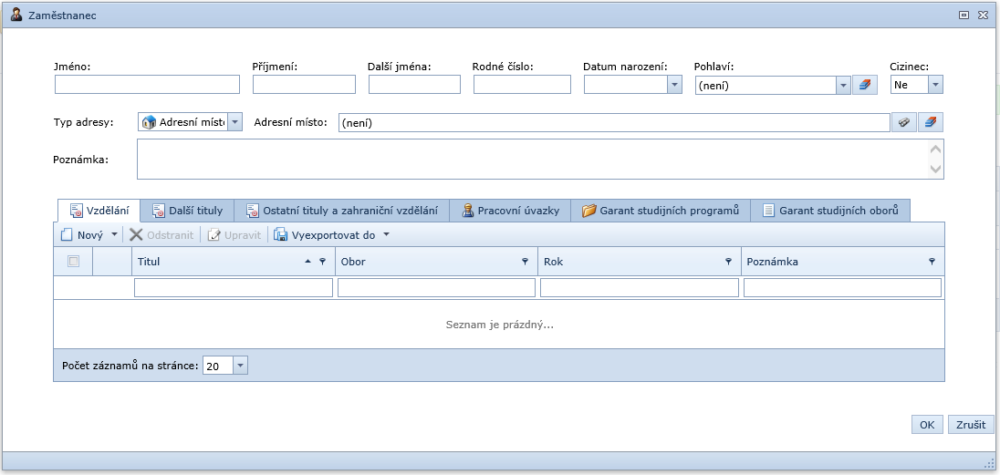 Zaměstnanec
Jméno: Příjmení: Další jména: Rodné číslo: Datum narození: Pohlaví: Cizinec:
(není) Ne
Typ adresy: Adresní místo Adresní místo: (není)
Poznámka:
Vzdělání Další tituly Ostatní tituly a zahraniční vzdělání Pracovní úvazky Garant studijních programů Garant studijních oborů
Nový Odstranit Upravit Vyexportovat do
Titul Obor Rok Poznámka
Seznam je prázdný...
Počet záznamů na stránce: 20
OK Zrušit